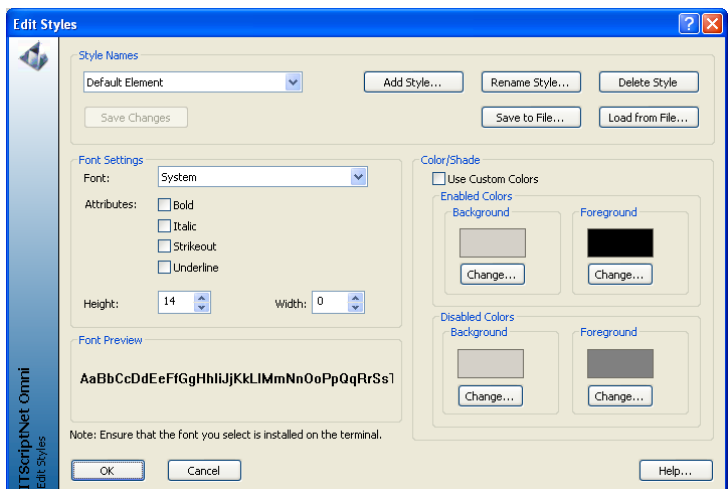 Edit Styles
Style Names
Default Element
Add Style...
Rename Style...
Delete Style
Save Changes
Save to File...
Load from File...
Font Settings
Font:
System
Attributes:
Bold
Italic
Strikeout
Underline
Height:
14
Width:
0
Font Preview
AaBbCcDdEeFfGgHhIiJjKkLlMmNnOoPpQqRrSsT
Note: Ensure that the font you select is installed on the terminal.
Color/Shade
Use Custom Colors
Enabled Colors
Background
Foreground
Change...
Change...
Disabled Colors
Background
Foreground
Change...
Change...
OK
Cancel
Help...
ITScriptNet Omni
Edit Styles